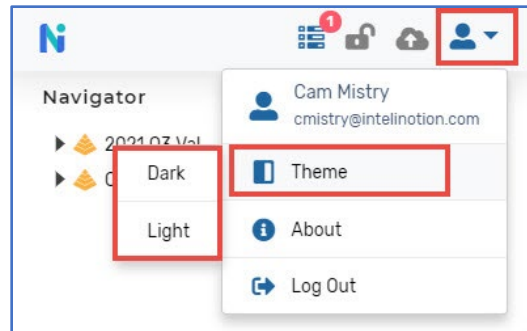 1
Cam Mistry
cmistry@intelinotion.com
Navigator
2021 Q3 Val
Dark
Theme
Light
About
Log Out